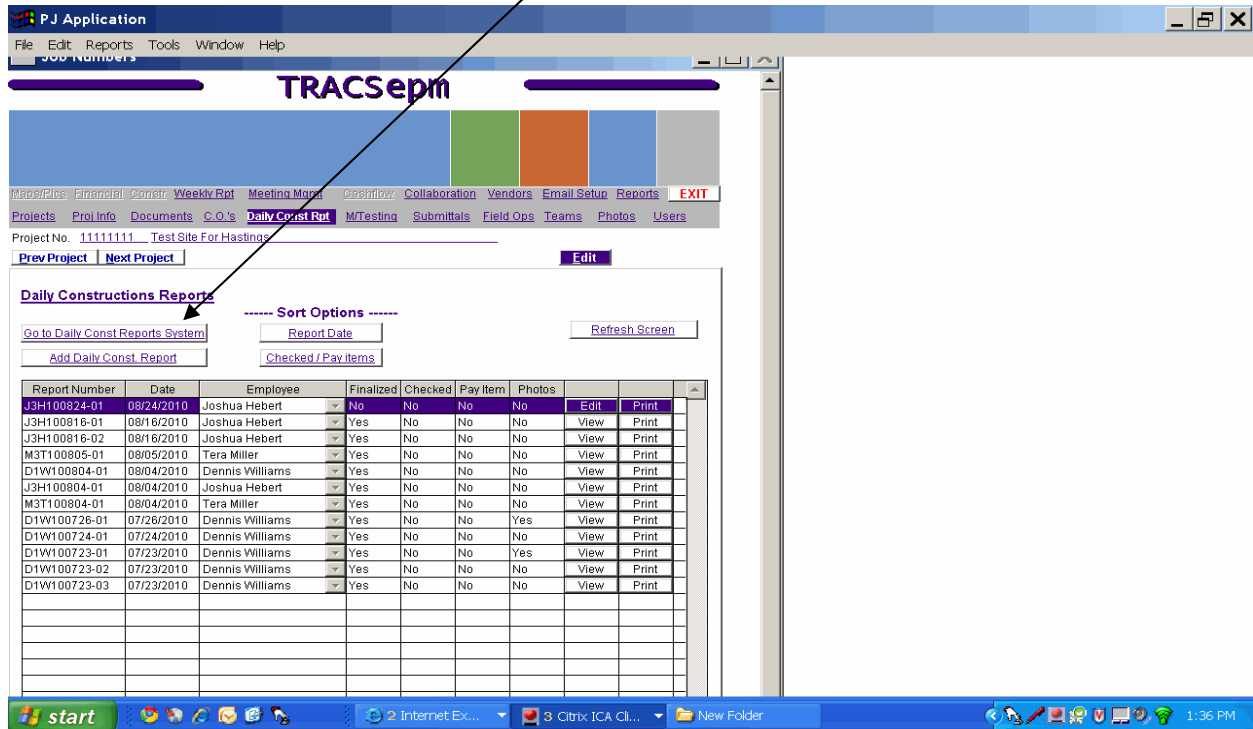 PJ Application
File Edit Reports Tools Window Help
Job Numbers
TRACSepm
Maps/Pics Financial Constr Weekly Rpt Meeting Mgmt Cashflow Collaboration Vendors Email Setup Reports EXIT
Projects Proj Info Documents C.O.'s Daily Const Rpt M/Testing Submittals Field Ops Teams Photos Users
Project No. 11111111 Test Site For Hastings
Prev Project Next Project Edit
Daily Constructions Reports
------ Sort Options ------
Go to Daily Const Reports System Report Date Refresh Screen
Add Daily Const. Report Checked / Pay items
Report Number Date Employee Finalized Checked Pay Item Photos
J3H100824-01 08/24/2010 Joshua Hebert No No No No Edit Print
J3H100816-01 08/16/2010 Joshua Hebert Yes No No No View Print
J3H100816-02 08/16/2010 Joshua Hebert Yes No No No View Print
M3T100805-01 08/05/2010 Tera Miller Yes No No No View Print
D1W100804-01 08/04/2010 Dennis Williams Yes No No No View Print
J3H100804-01 08/04/2010 Joshua Hebert Yes No No No View Print
M3T100804-01 08/04/2010 Tera Miller Yes No No No View Print
D1W100726-01 07/26/2010 Dennis Williams Yes No No Yes View Print
D1W100724-01 07/24/2010 Dennis Williams Yes No No No View Print
D1W100723-01 07/23/2010 Dennis Williams Yes No No Yes View Print
D1W100723-02 07/23/2010 Dennis Williams Yes No No No View Print
D1W100723-03 07/23/2010 Dennis Williams Yes No No No View Print
start 2 Internet Ex... 3 Citrix ICA Cli... New Folder 1:36 PM